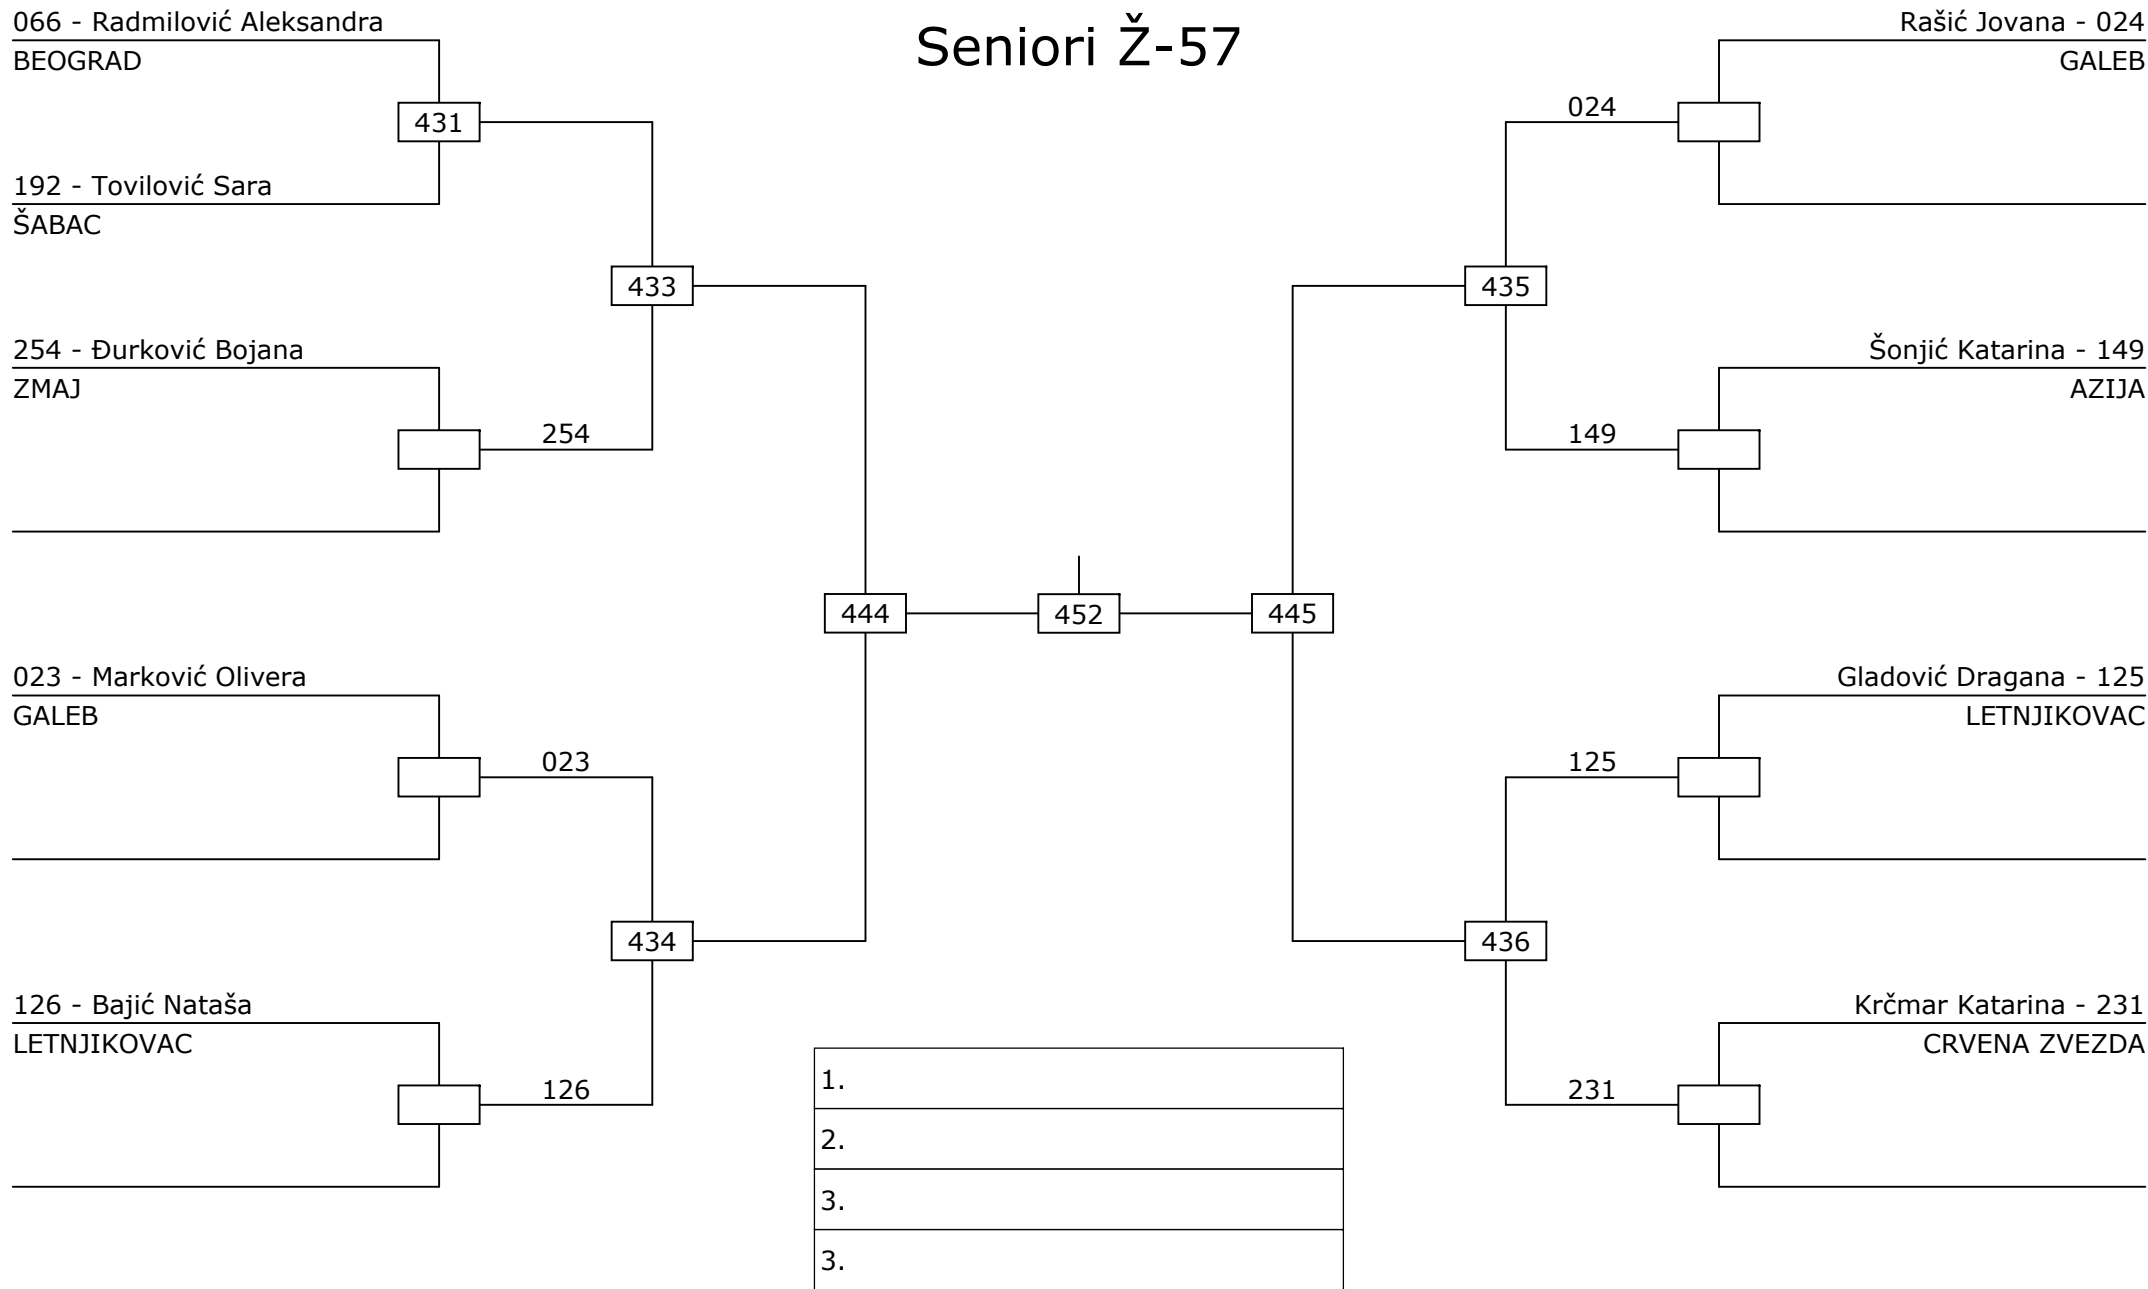 Seniori Ž-57
066 - Radmilović Aleksandra
BEOGRAD
431
192 - Tovilović Sara
ŠABAC
433
254 - Đurković Bojana
ZMAJ
254
444
023 - Marković Olivera
GALEB
023
434
126 - Bajić Nataša
LETNJIKOVAC
126
452
Rašić Jovana - 024
GALEB
024
435
Šonjić Katarina - 149
AZIJA
149
445
Gladović Dragana - 125
LETNJIKOVAC
125
436
Krčmar Katarina - 231
CRVENA ZVEZDA
231
1.
2.
3.
3.